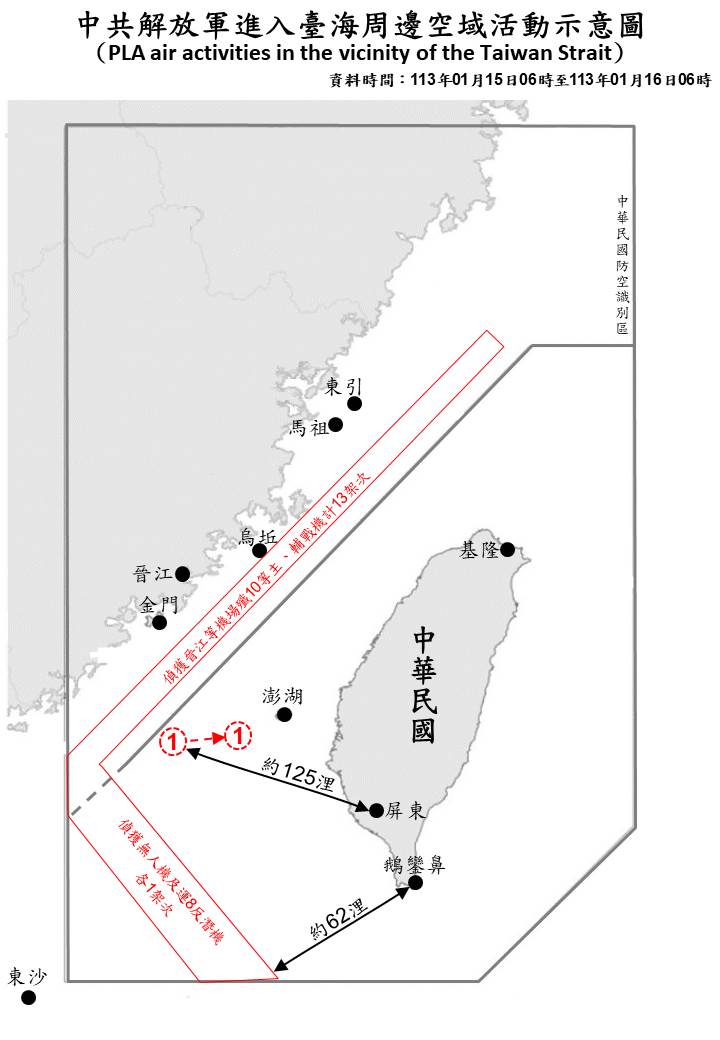 中共解放軍進入臺海周邊空域活動示意圖
（PLA air activities in the vicinity of the Taiwan Strait）
資料時間：113年01月15日06時至113年01月16日06時
中華民國防空識別區
東引
馬祖
偵獲晉江等機場殲10等主、輔戰機計13架次
烏坵
基隆
晉江
金門
中華民國
澎湖
1
1
約125浬
屏東
偵獲無人機及運8反潛機
各1架次
鵝鑾鼻
約62浬
東沙